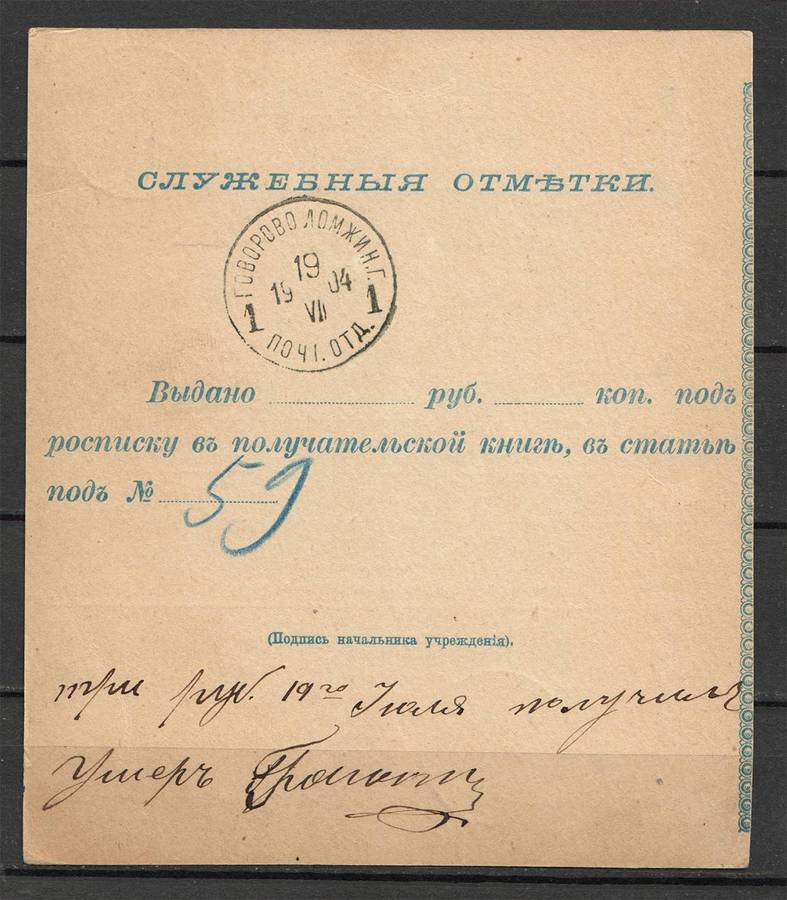 СЛУЖЕБНЫЯ ОТМѢТКИ.
ГОВОРОВО ЛОМЖИН.Г.
19
19 04
VII
1 1
ПОЧТ. ОТД.
Выдано руб. коп. подъ
росписку въ получательской книгѣ, въ статьѣ
подъ № 59
(Подпись начальника учрежденія).
три руб. 19го Іюля получилъ
Умеръ